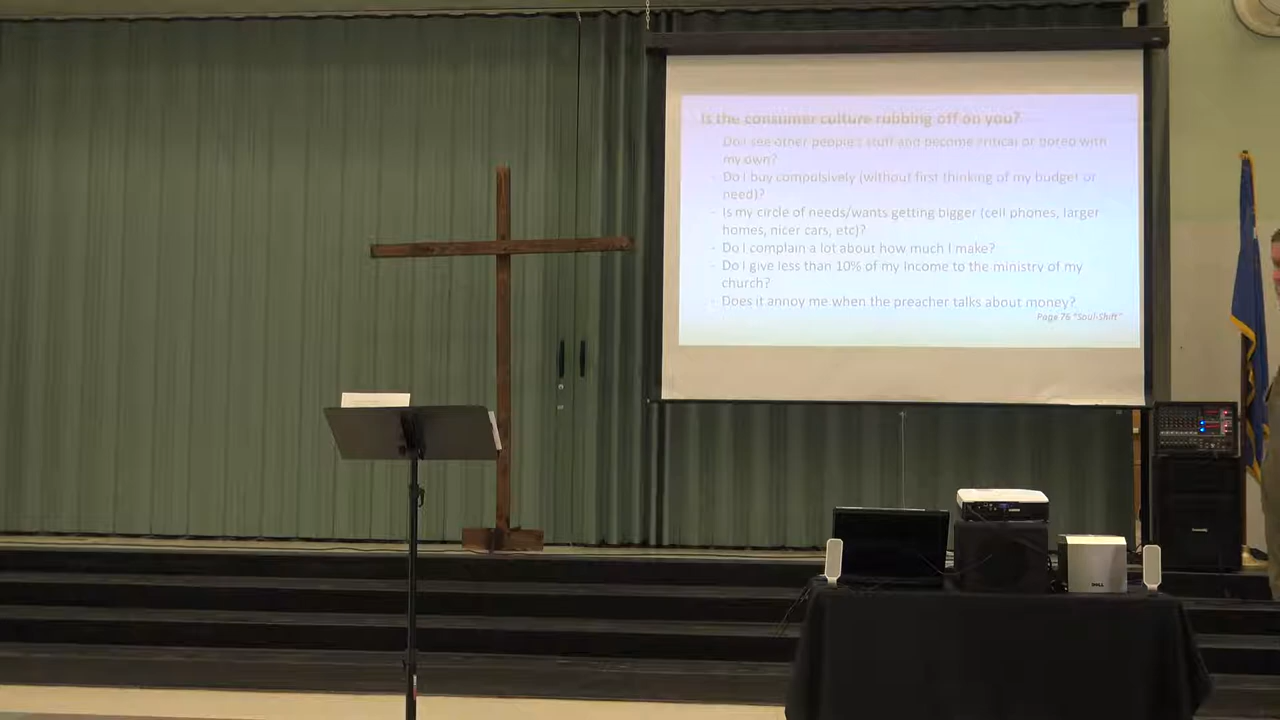 Is the consumer culture rubbing off on you?
Do I see other people's stuff and become critical or bored with
my own?
- Do I buy compulsively (without first thinking of my budget or
need)?
- Is my circle of needs/wants getting bigger (cell phones, larger
homes, nicer cars, etc)?
- Do I complain a lot about how much I make?
- Do I give less than 10% of my income to the ministry of my
church?
- Does it annoy me when the preacher talks about money?
Page 76 "Soul-Shift"
DELL